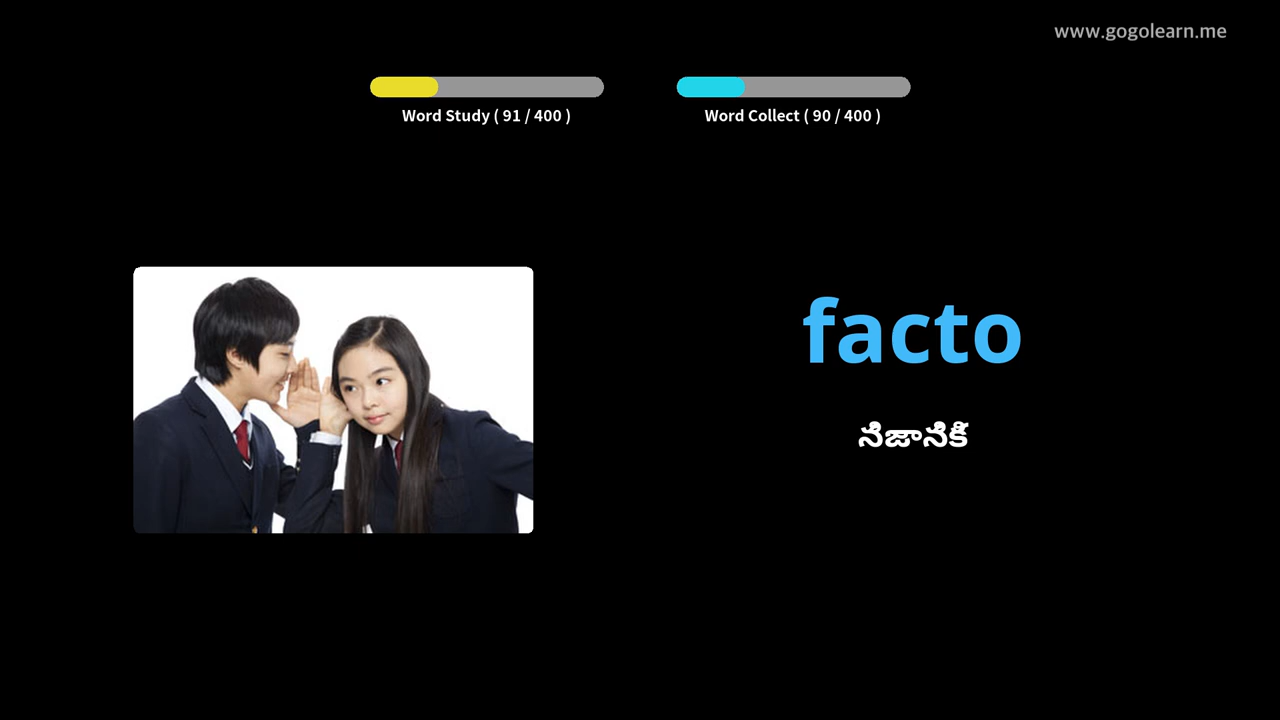 www.gogolearn.me
Word Study ( 91 / 400 )
Word Collect ( 90 / 400 )
facto
నిజానికి